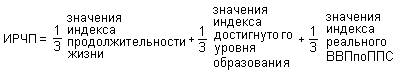 ИРЧП = 1/3 значения индекса продолжительности жизни + 1/3 значения индекса достигнутого уровня образования + 1/3 значения индекса реального ВВПпоППС